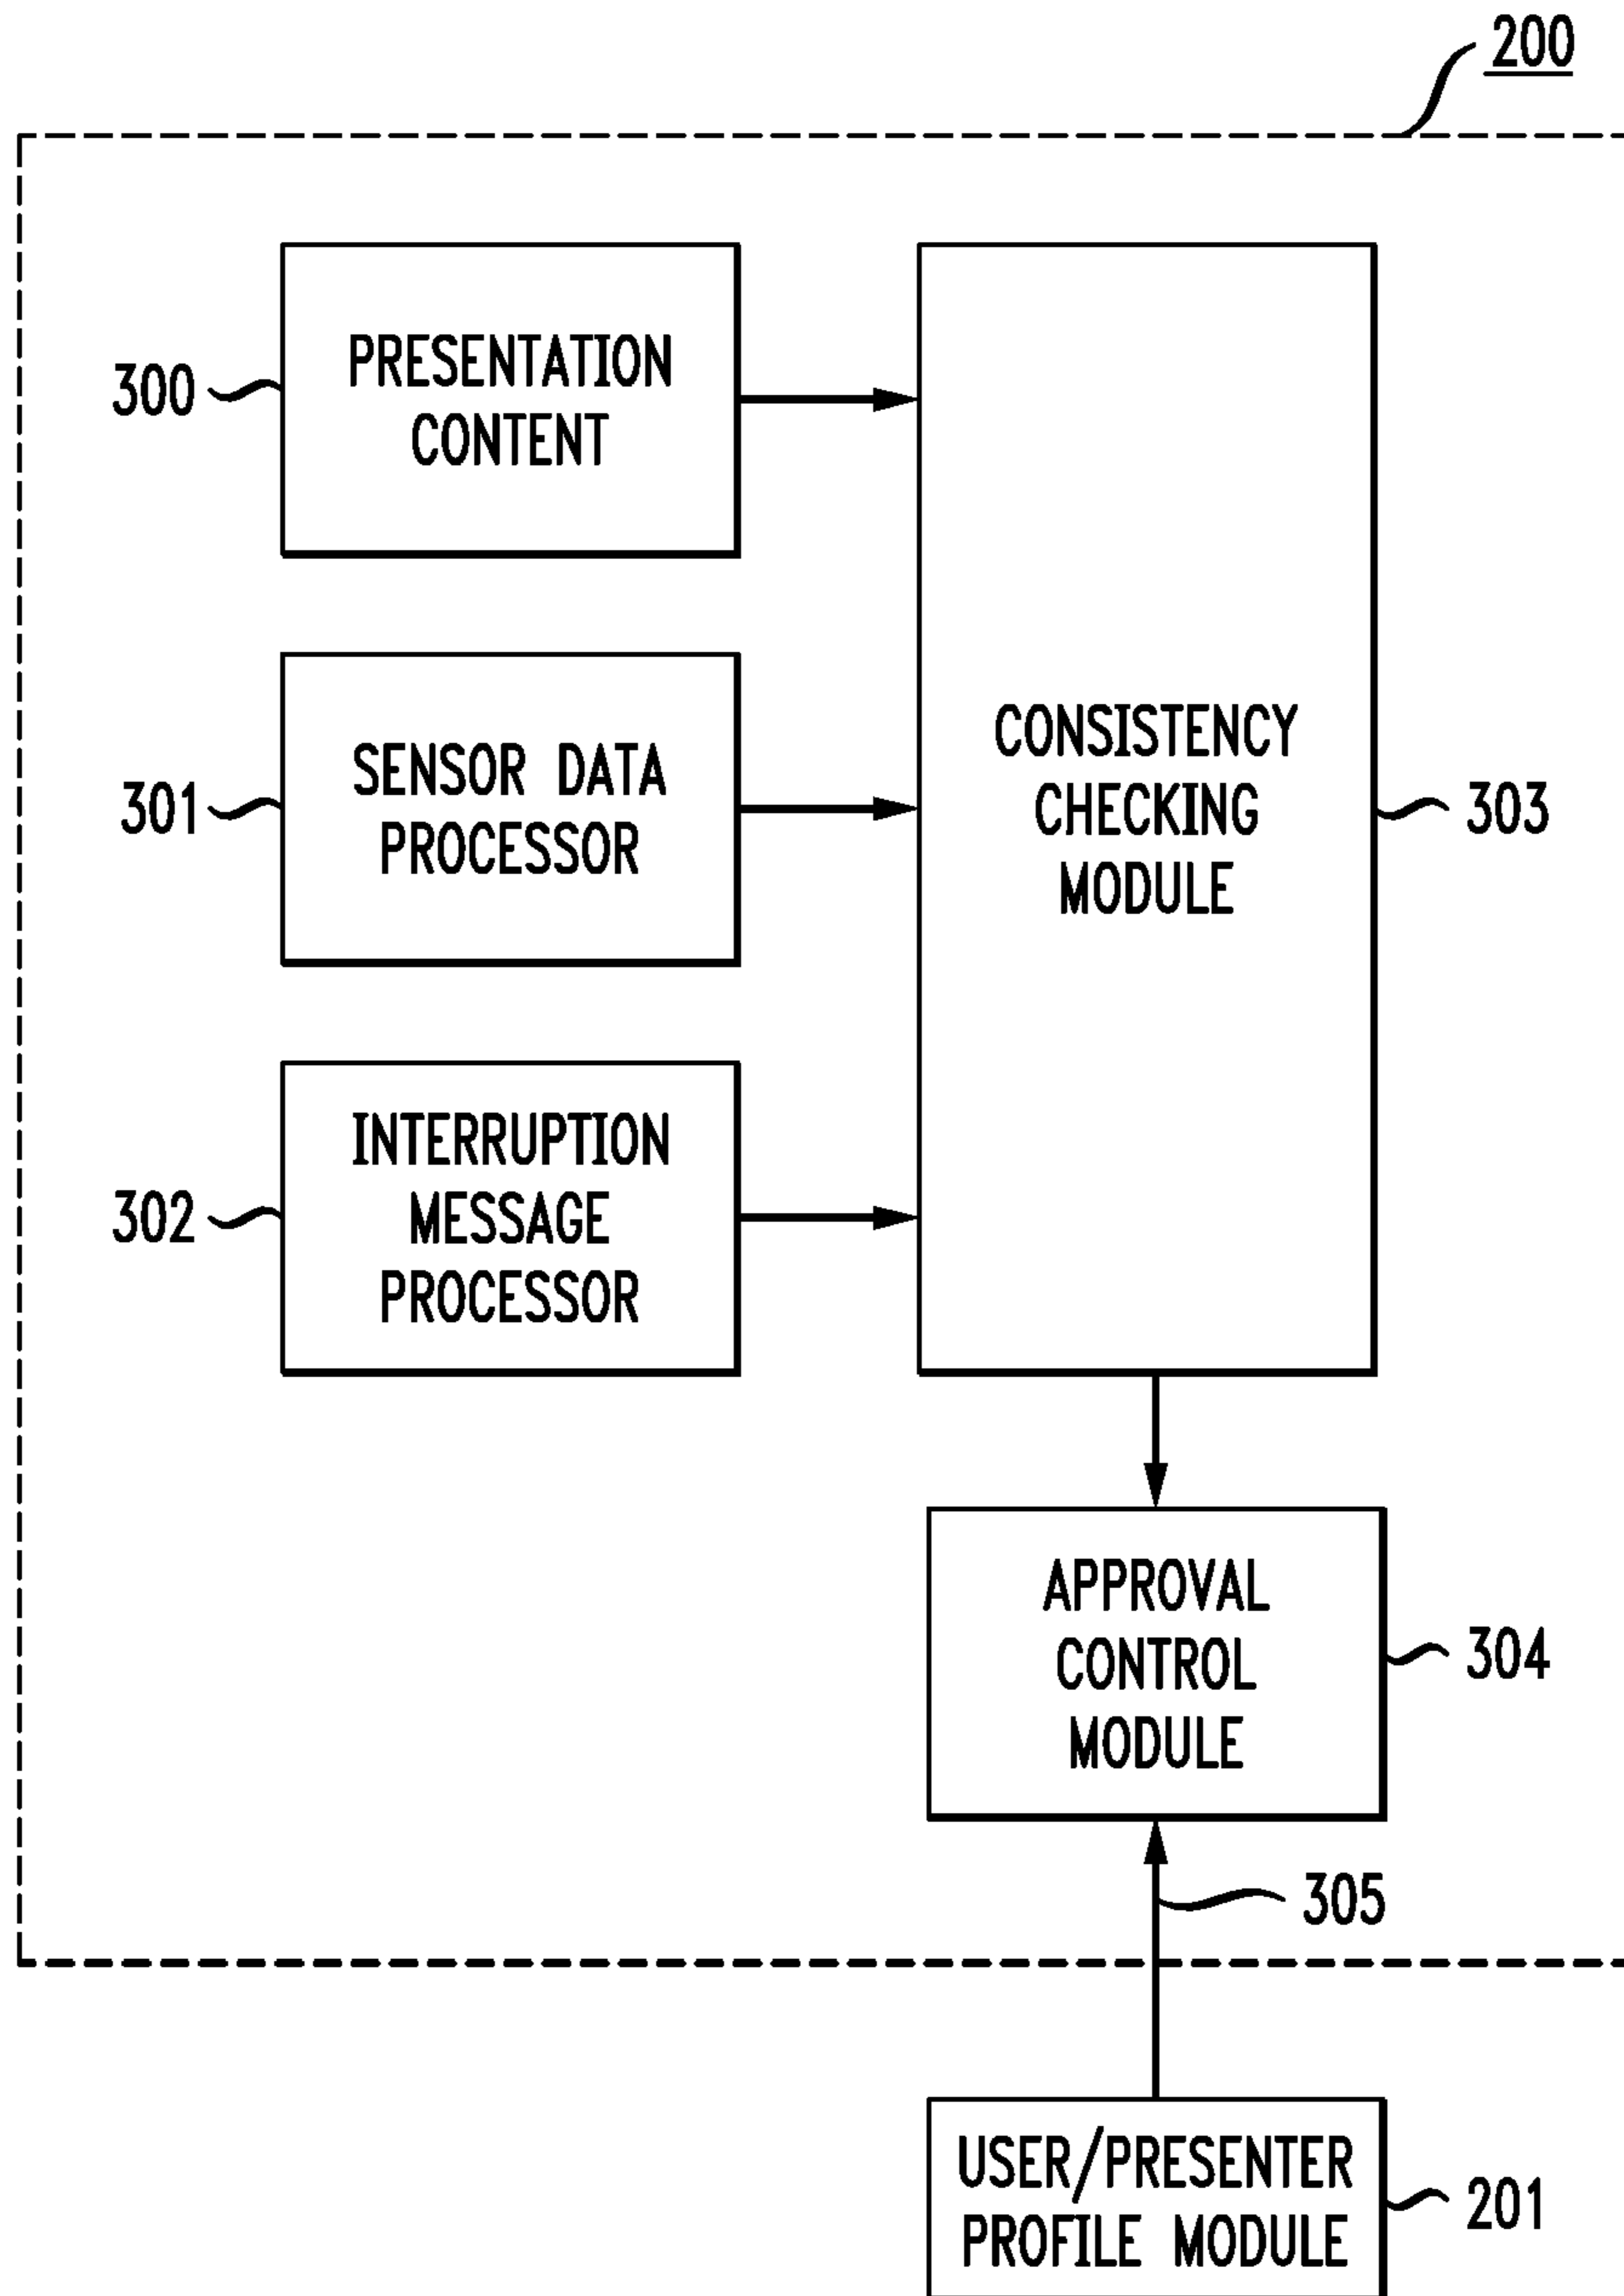 200
PRESENTATION
CONTENT
300
SENSOR DATA
PROCESSOR
301
INTERRUPTION
MESSAGE
PROCESSOR
302
CONSISTENCY
CHECKING
MODULE
303
APPROVAL
CONTROL
MODULE
304
305
USER/PRESENTER
PROFILE MODULE
201